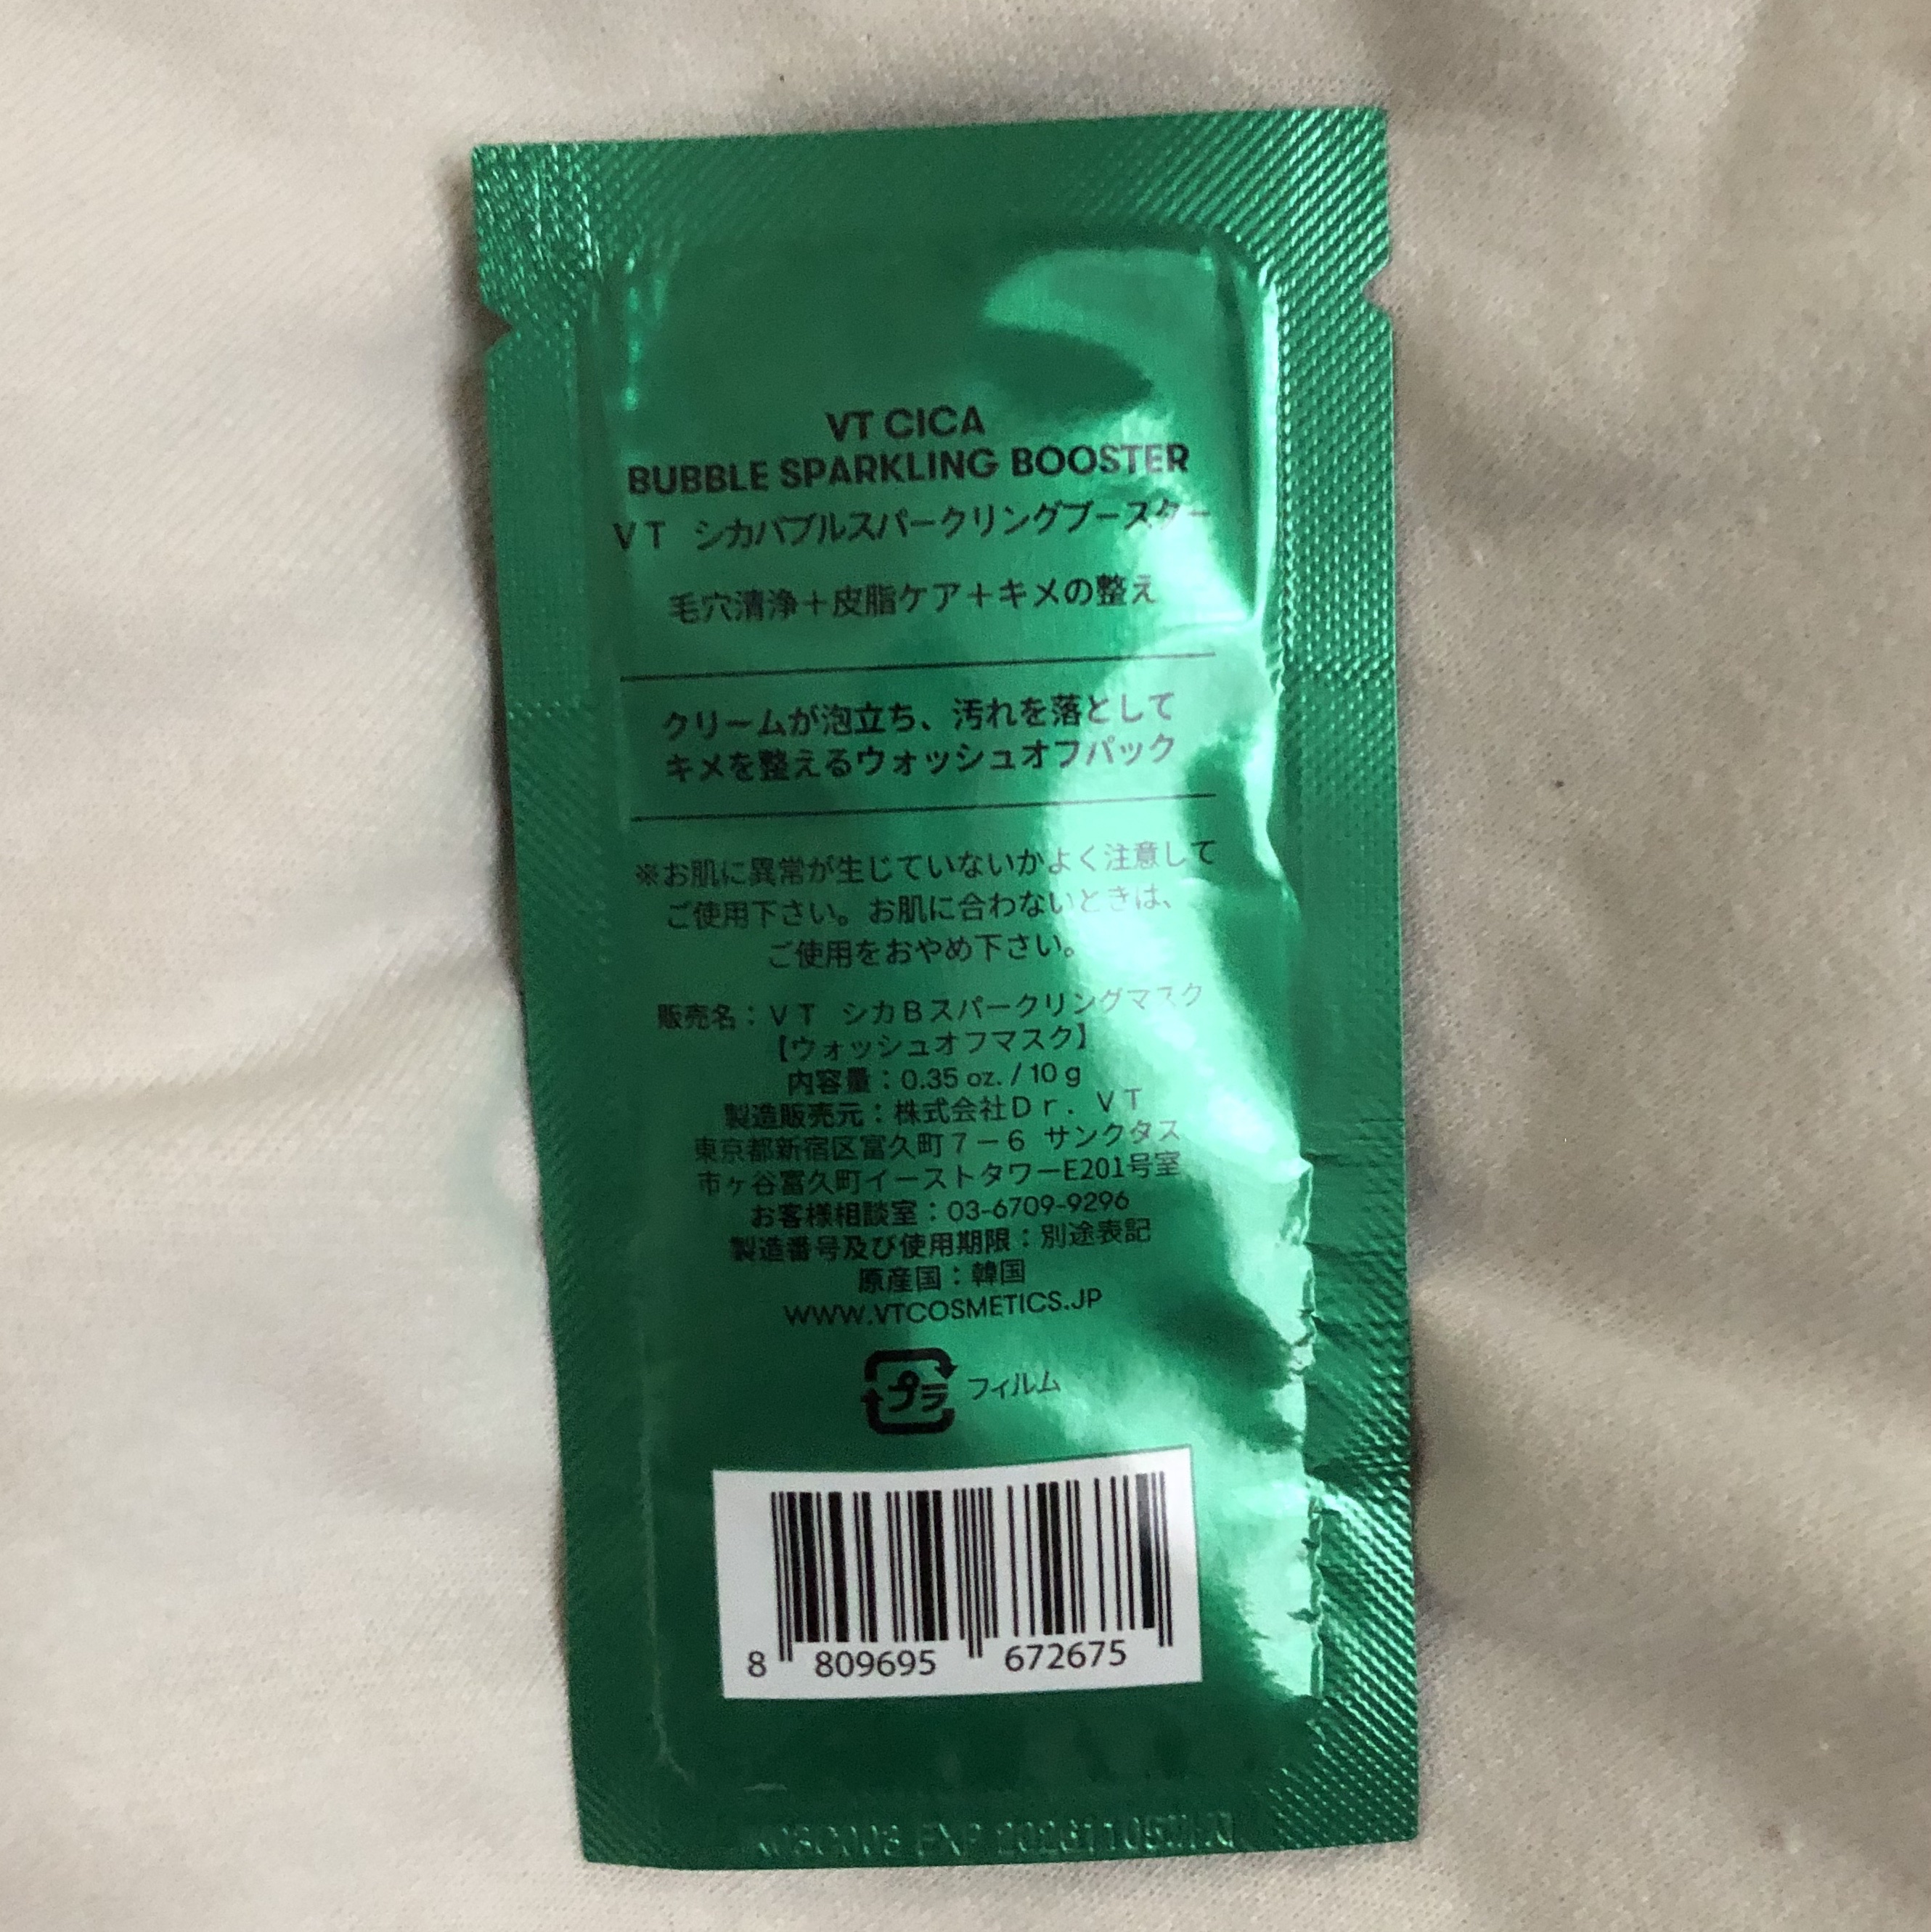 VT CICA
BUBBLE SPARKLING BOOSTER
ＶＴ シカバブルスパークリングブースター
毛穴清浄＋皮脂ケア＋キメの整え
クリームが泡立ち、汚れを落として
キメを整えるウォッシュオフパック
※お肌に異常が生じていないかよく注意して
ご使用下さい。お肌に合わないときは、
ご使用をおやめ下さい。
販売名：ＶＴ シカＢスパークリングマスク
【ウォッシュオフマスク】
内容量：0.35 oz. / 10 g
製造販売元：株式会社Ｄｒ．ＶＴ
東京都新宿区富久町７－６ サンクタス
市ヶ谷富久町イーストタワーE201号室
お客様相談室：03-6709-9296
製造番号及び使用期限：別途表記
原産国：韓国
WWW.VTCOSMETICS.JP
プラ フィルム
8 809695 672675
EXP